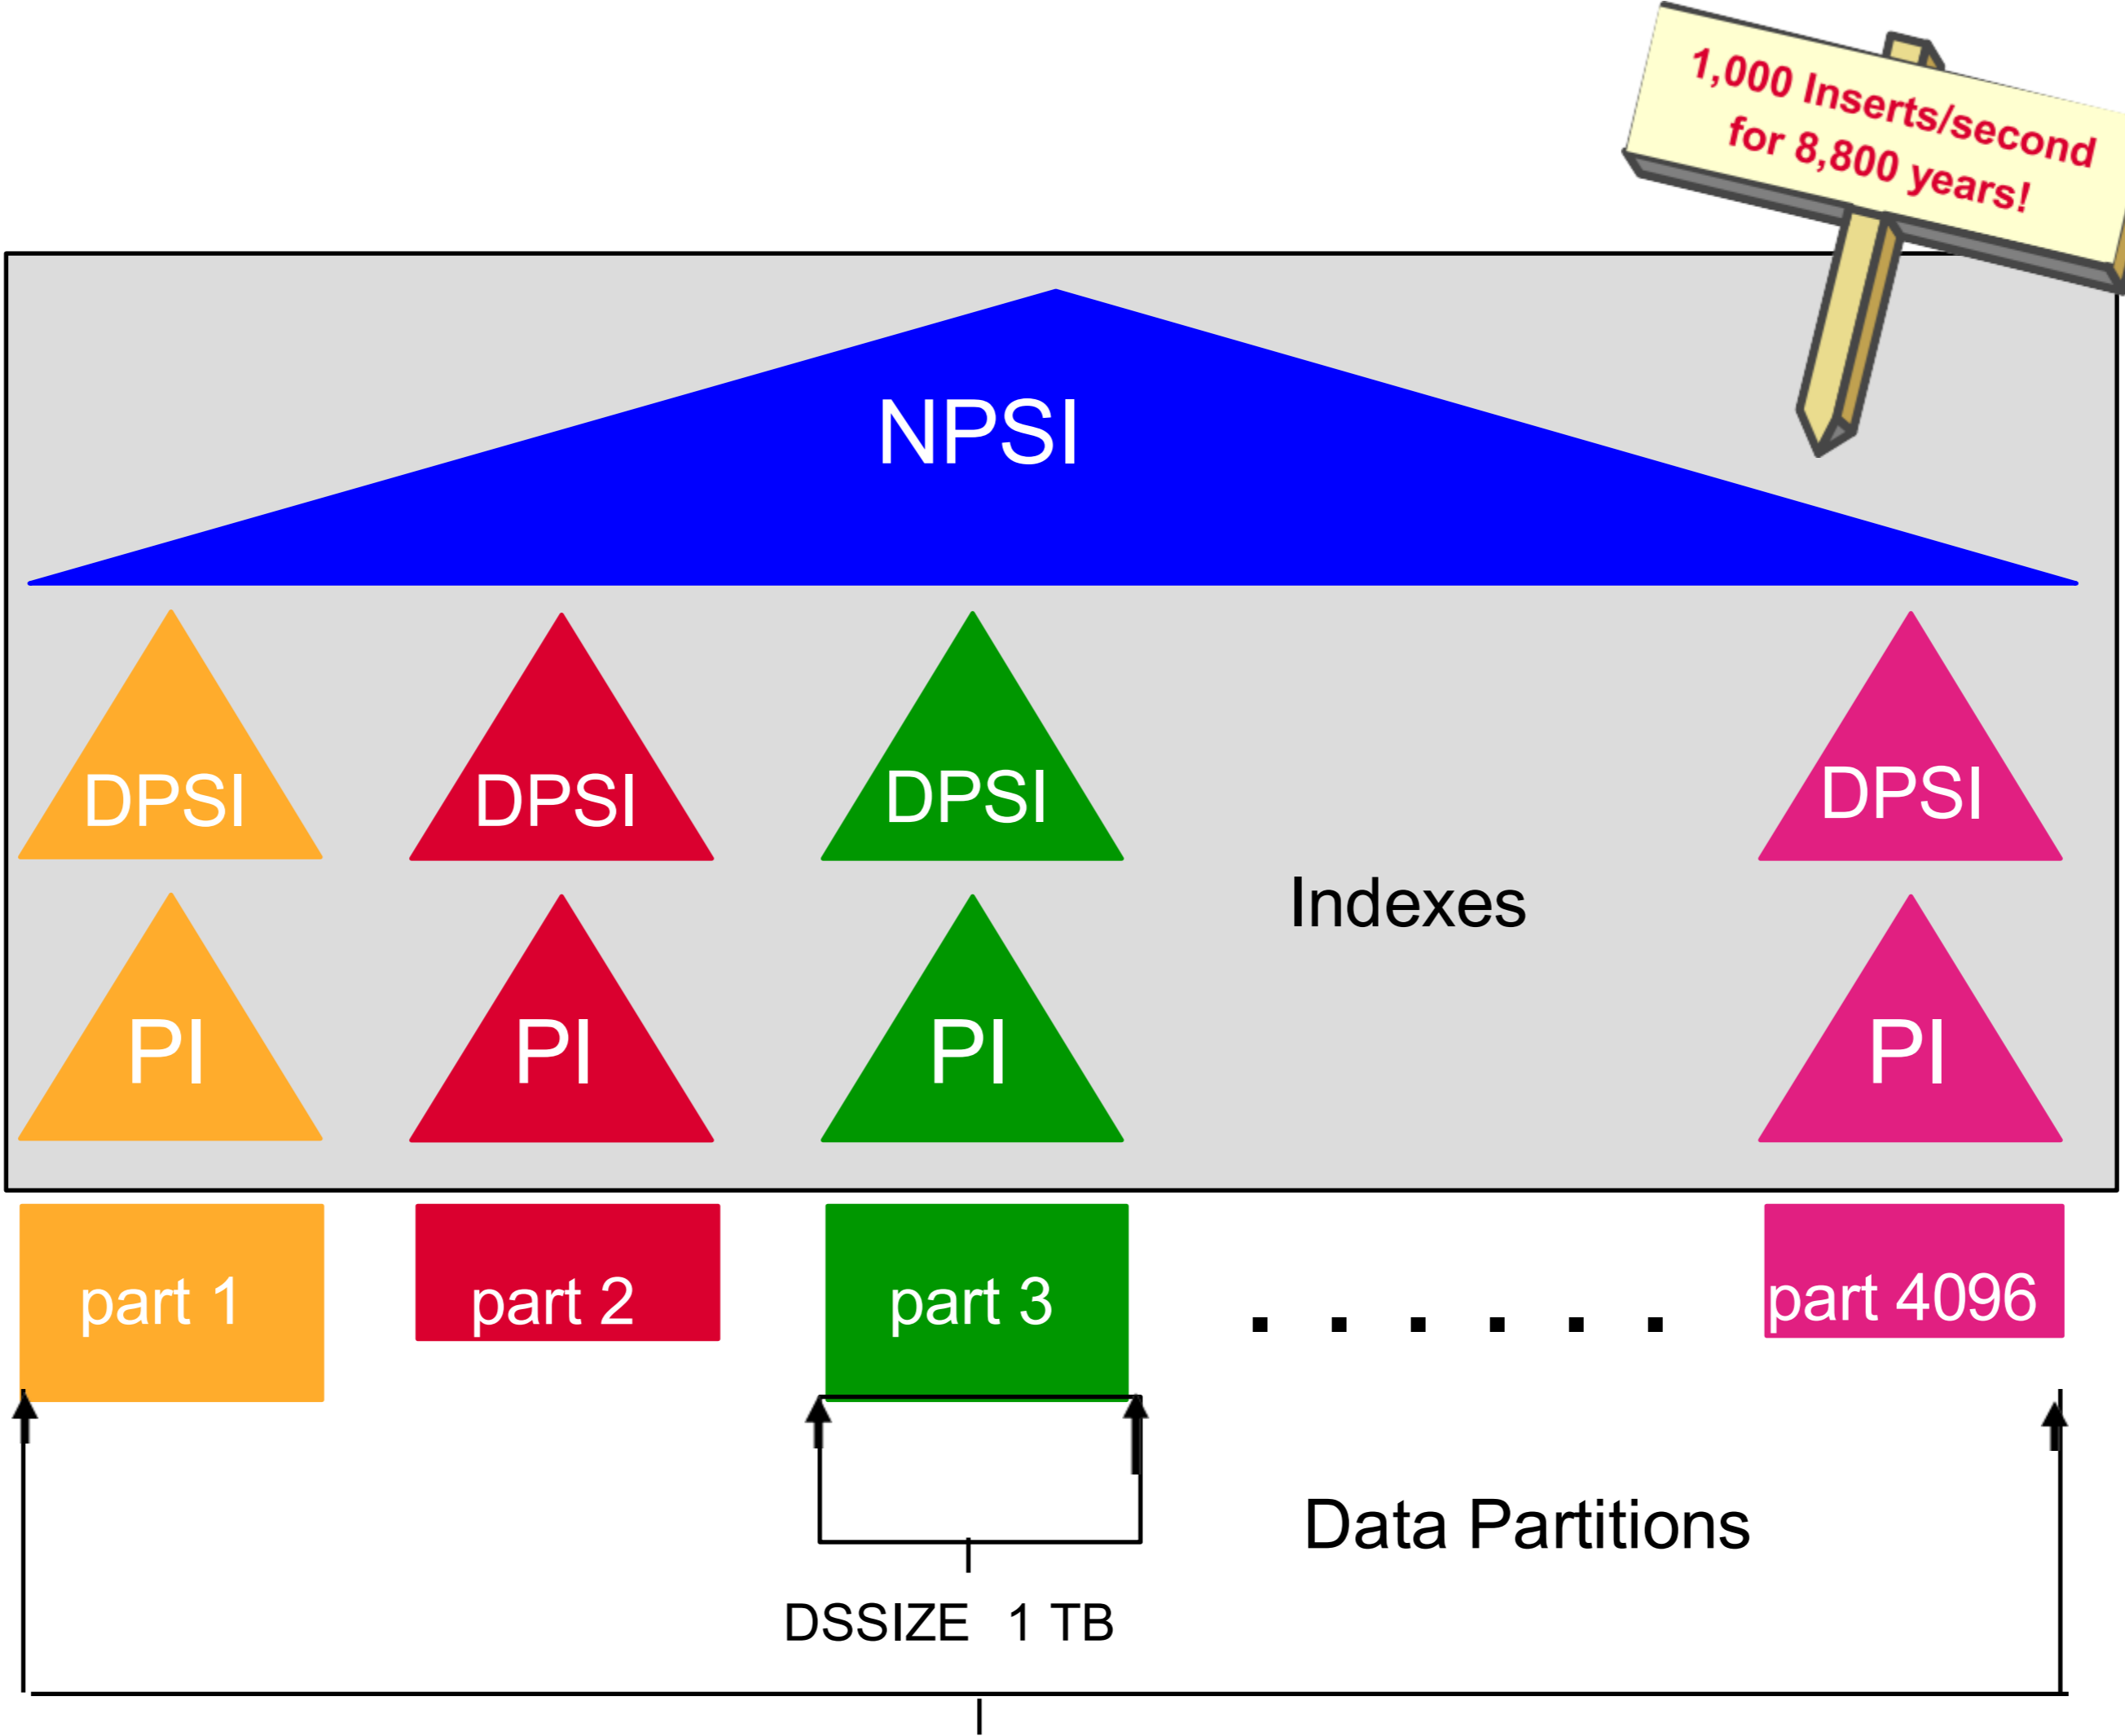 1,000 Inserts/second
for 8,800 years!
NPSI
DPSI
DPSI
DPSI
DPSI
Indexes
PI
PI
PI
PI
part 1
part 2
part 3
. . . . . .
part 4096
Data Partitions
DSSIZE 1 TB